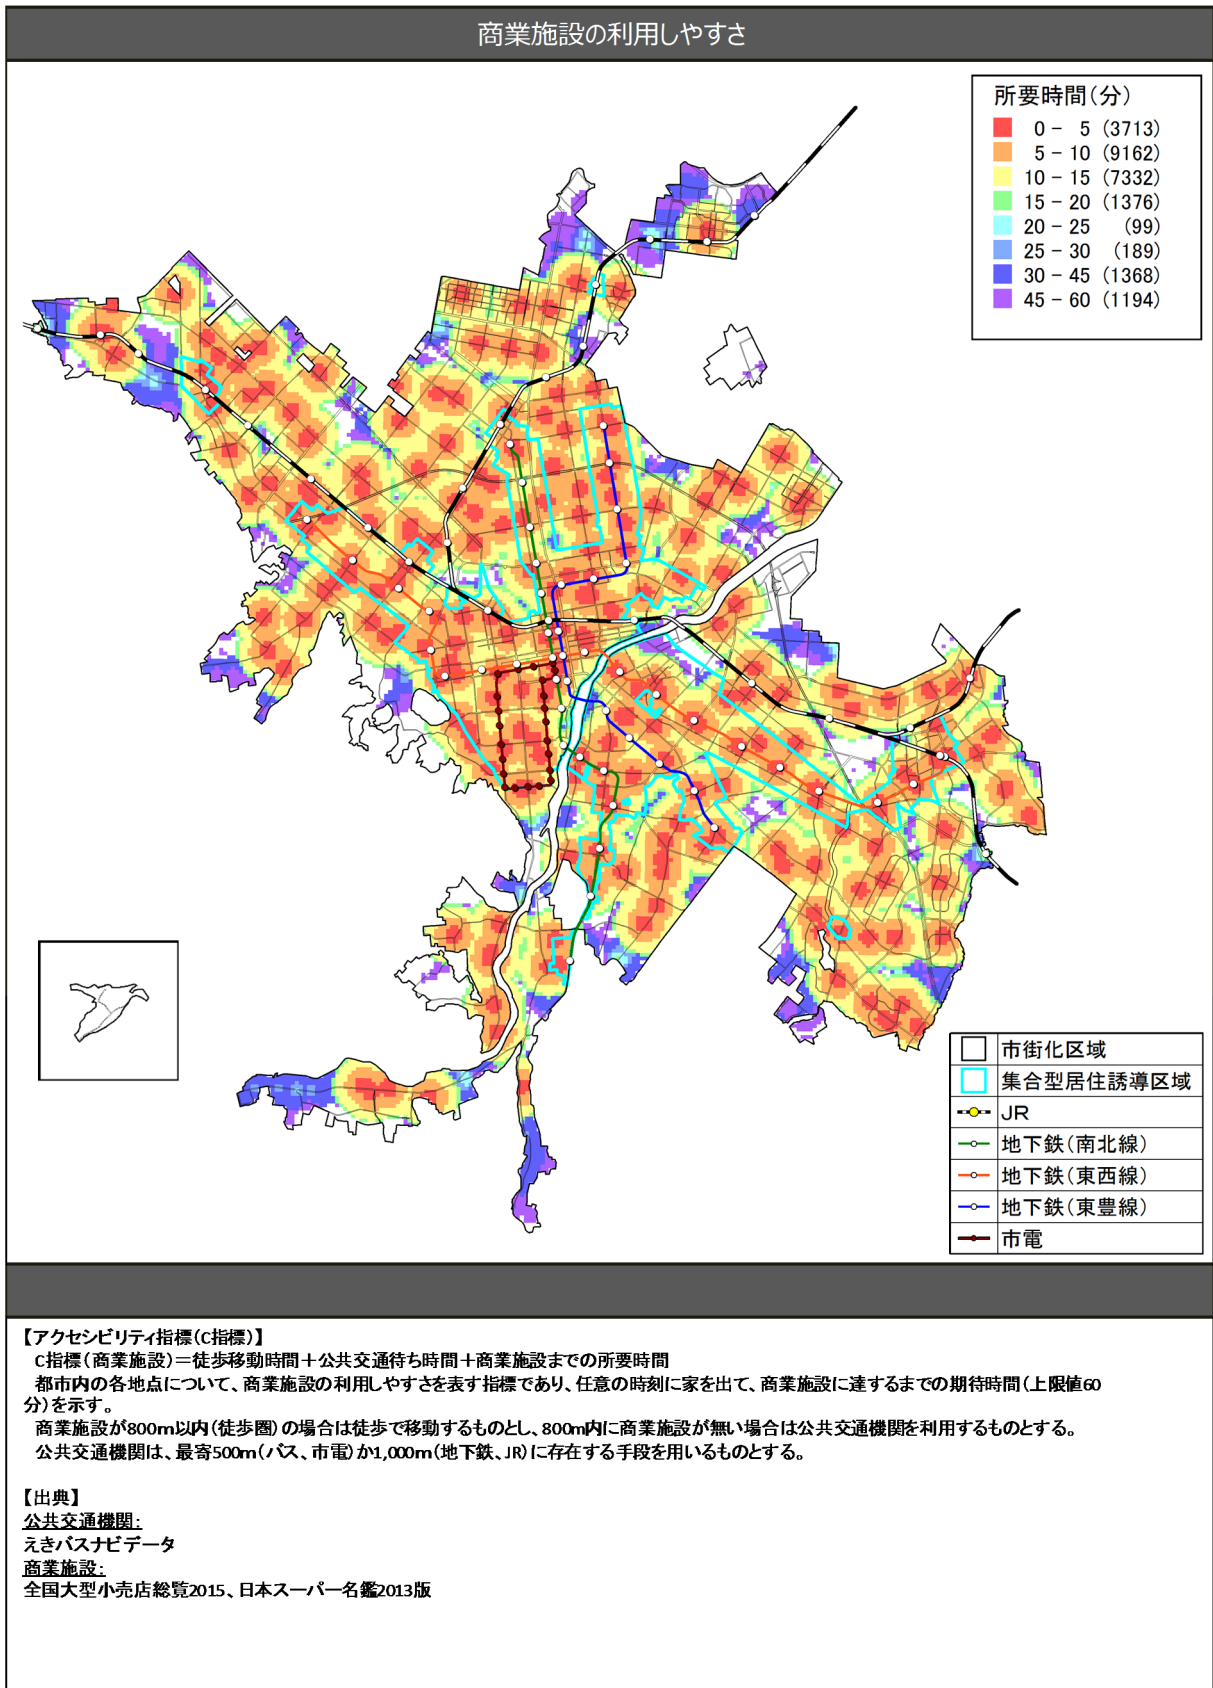 商業施設の利用しやすさ
所要時間(分)
0 － 5 (3713)
5 － 10 (9162)
10 － 15 (7332)
15 － 20 (1376)
20 － 25 (99)
25 － 30 (189)
30 － 45 (1368)
45 － 60 (1194)
市街化区域
集合型居住誘導区域
JR
地下鉄(南北線)
地下鉄(東西線)
地下鉄(東豊線)
市電
【アクセシビリティ指標(C指標)】
C指標(商業施設)＝徒歩移動時間＋公共交通待ち時間＋商業施設までの所要時間
都市内の各地点について、商業施設の利用しやすさを表す指標であり、任意の時刻に家を出て、商業施設に達するまでの期待時間(上限値60
分)を示す。
商業施設が800m以内(徒歩圏)の場合は徒歩で移動するものとし、800m内に商業施設が無い場合は公共交通機関を利用するものとする。
公共交通機関は、最寄500m(バス、市電)か1,000m(地下鉄、JR)に存在する手段を用いるものとする。
【出典】
公共交通機関：
えきバスナビデータ
商業施設：
全国大型小売店総覧2015、日本スーパー名鑑2013版